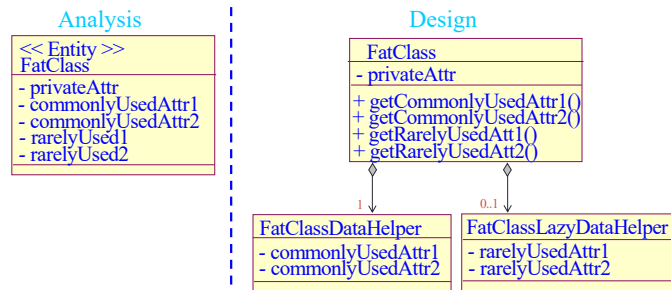 Analysis
<< Entity >>
FatClass
- privateAttr
- commonlyUsedAttr1
- commonlyUsedAttr2
- rarelyUsed1
- rarelyUsed2
Design
FatClass
- privateAttr
+ getCommonlyUsedAttr1()
+ getCommonlyUsedAttr2()
+ getRarelyUsedAtt1()
+ getRarelyUsedAtt2()
1
0..1
FatClassDataHelper
- commonlyUsedAttr1
- commonlyUsedAttr2
FatClassLazyDataHelper
- rarelyUsedAttr1
- rarelyUsedAttr2